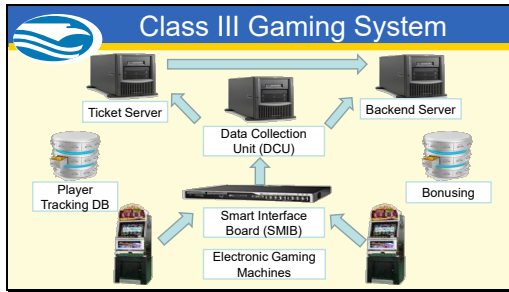 Class III Gaming System
Ticket Server
Backend Server
Data Collection
Unit (DCU)
Player
Tracking DB
Bonusing
Smart Interface
Board (SMIB)
Electronic Gaming
Machines